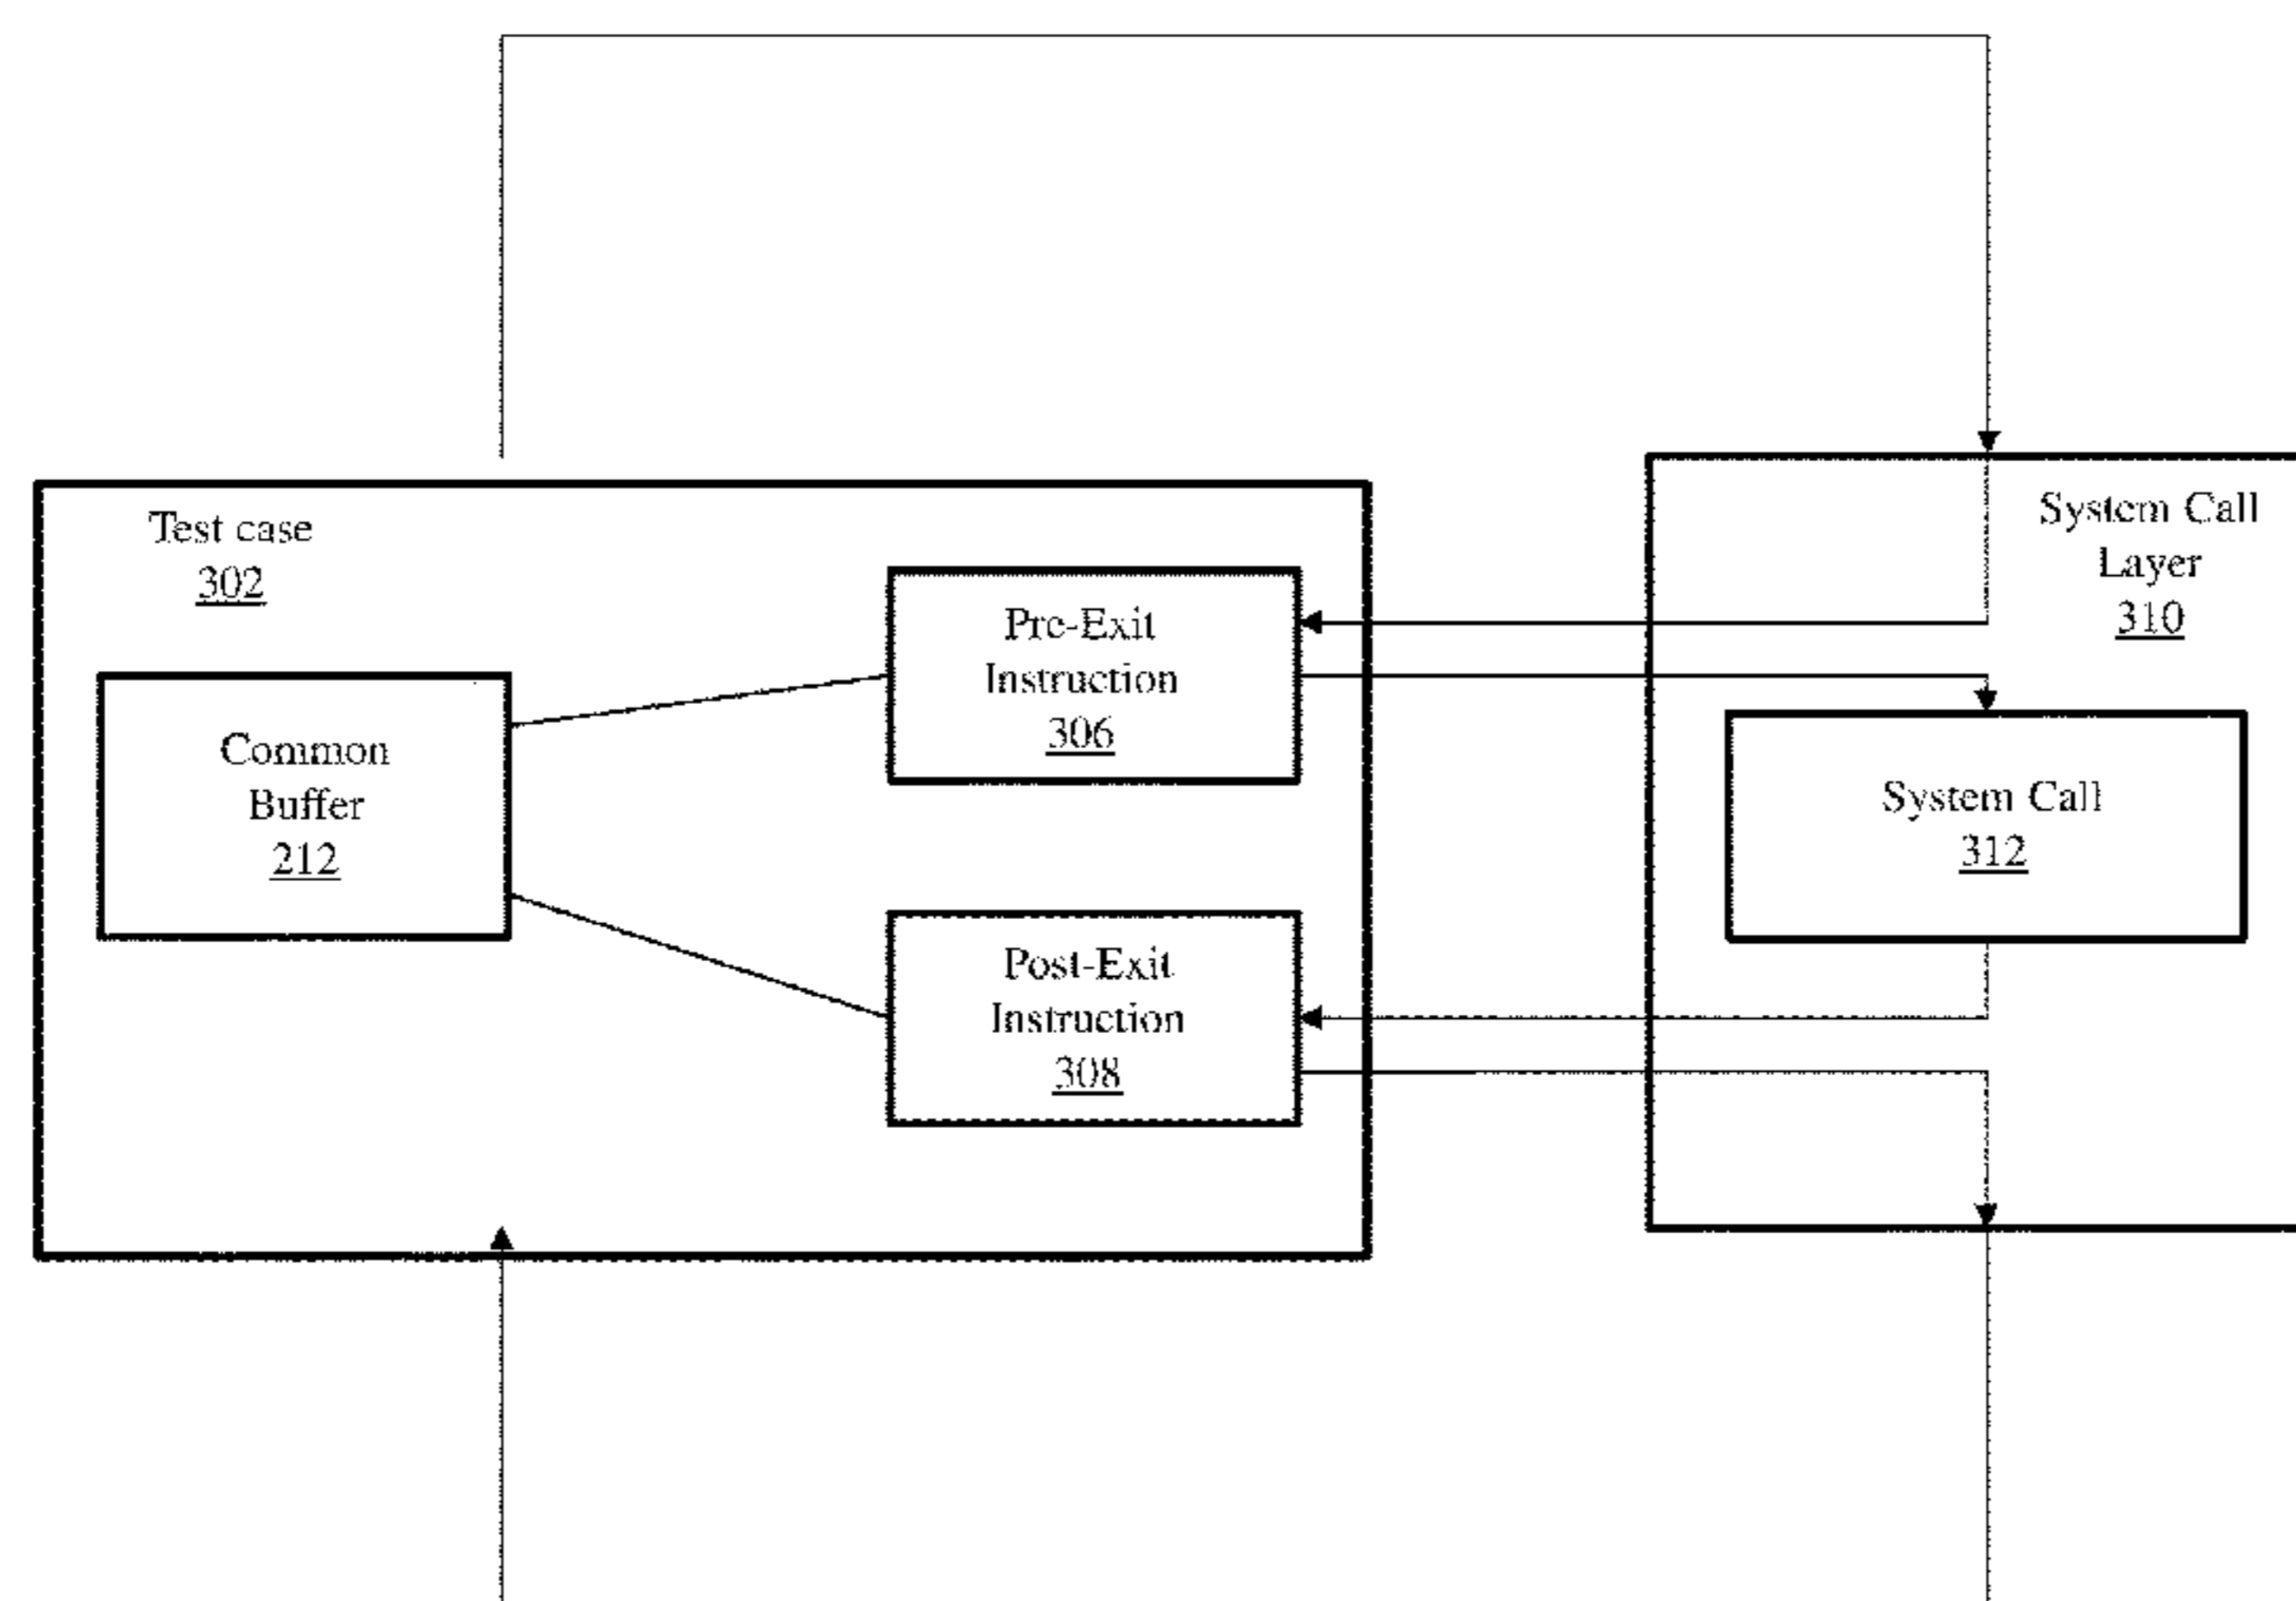 Test case
302
Common
Buffer
212
Pre-Exit
Instruction
306
Post-Exit
Instruction
308
System Call
Layer
310
System Call
312